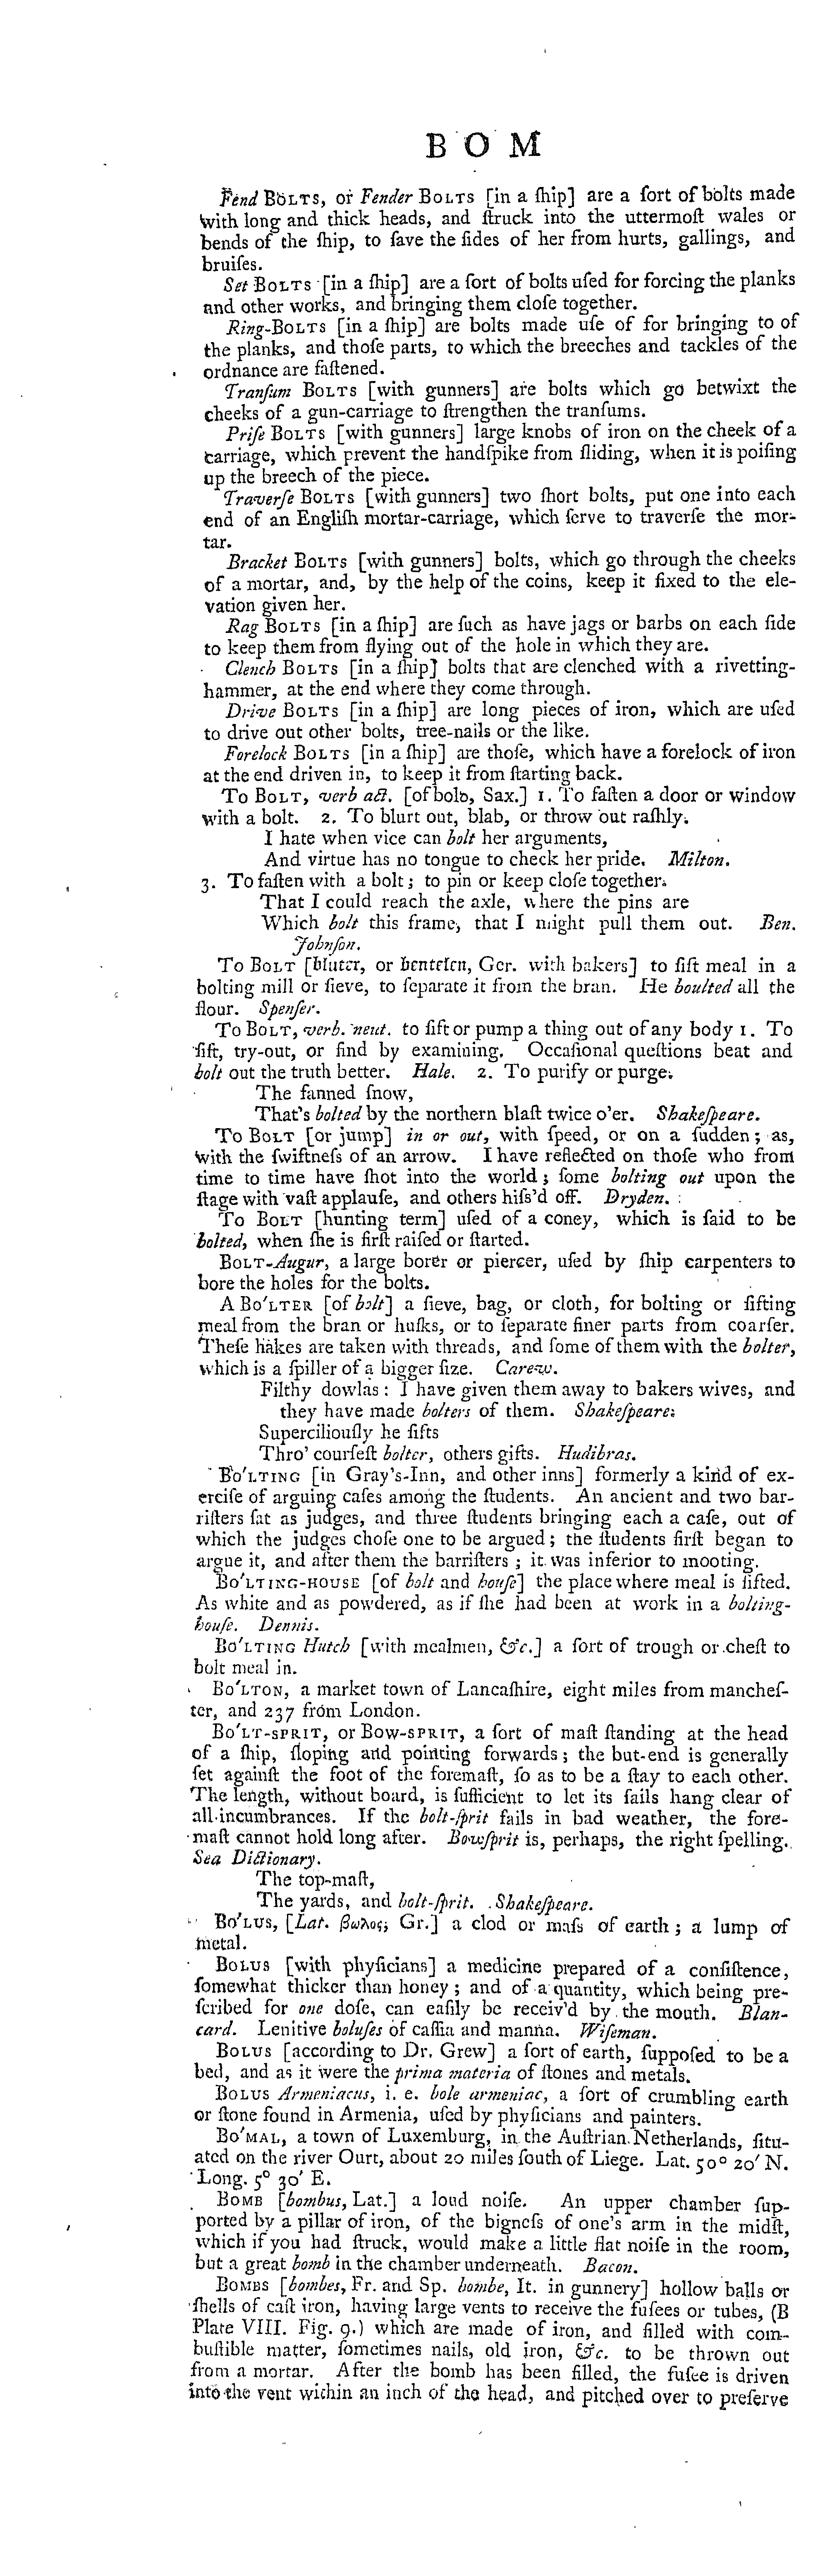 B O M
Fend BOLTS, or Fender BOLTS [in a ſhip] are a ſort of bolts made
with long and thick heads, and ſtruck into the uttermoſt wales or
bends of the ſhip, to ſave the ſides of her from hurts, gallings, and
bruiſes.
Set BOLTS [in a ſhip] are a ſort of bolts uſed for forcing the planks
and other works, and bringing them cloſe together.
Ring-BOLTS [in a ſhip] are bolts made uſe of for bringing to of
the planks, and thoſe parts, to which the breeches and tackles of the
ordnance are faſtened.
Tranſum BOLTS [with gunners] are bolts which go betwixt the
cheeks of a gun-carriage to ſtrengthen the tranſums.
Priſe BOLTS [with gunners] large knobs of iron on the cheek of a
carriage, which prevent the handſpike from ſliding, when it is poiſing
up the breech of the piece.
Traverſe BOLTS [with gunners] two ſhort bolts, put one into each
end of an Engliſh mortar-carriage, which ſerve to traverſe the mor-
tar.
Bracket BOLTS [with gunners] bolts, which go through the cheeks
of a mortar, and, by the help of the coins, keep it fixed to the ele-
vation given her.
Rag BOLTS [in a ſhip] are ſuch as have jags or barbs on each ſide
to keep them from flying out of the hole in which they are.
Clench BOLTS [in a ſhip] bolts that are clenched with a rivetting-
hammer, at the end where they come through.
Drive BOLTS [in a ſhip] are long pieces of iron, which are uſed
to drive out other bolts, tree-nails or the like.
Forelock BOLTS [in a ſhip] are thoſe, which have a forelock of iron
at the end driven in, to keep it from ſtarting back.
To BOLT, verb act. [of bolꝺ, Sax.] 1. To faſten a door or window
with a bolt. 2. To blurt out, blab, or throw out raſhly.
I hate when vice can bolt her arguments,
And virtue has no tongue to check her pride. Milton.
3. To faſten with a bolt; to pin or keep cloſe together.
That I could reach the axle, where the pins are
Which bolt this frame, that I might pull them out. Ben.
Johnſon.
To BOLT [bluter, or Ger. with bakers] to ſift meal in a
bolting mill or ſieve, to ſeparate it from the bran. He boulted all the
flour. Spenſer.
To BOLT, verb. neut. to ſift or pump a thing out of any body 1. To
ſift, try-out, or find by examining. Occaſional queſtions beat and
bolt out the truth better. Hale. 2. To purify or purge.
The fanned ſnow,
That's bolted by the northern blaſt twice o'er. Shakeſpeare.
To BOLT [or jump] in or out, with ſpeed, or on a ſudden; as,
with the ſwiftneſs of an arrow. I have reflected on thoſe who from
time to time have ſhot into the world; ſome bolting out upon the
ſtage with vaſt applauſe, and others hiſs'd off. Dryden.
To BOLT [hunting term] uſed of a coney, which is ſaid to be
bolted, when ſhe is firſt raiſed or ſtarted.
BOLT-Augur, a large borer or piercer, uſed by ſhip carpenters to
bore the holes for the bolts.
A BO'LTER [of bolt] a ſieve, bag, or cloth, for bolting or ſifting
meal from the bran or huſks, or to ſeparate finer parts from coarſer.
Theſe hakes are taken with threads, and ſome of them with the bolter,
which is a ſpiller of a bigger ſize. Carew.
Filthy dowlas: I have given them away to bakers wives, and
they have made bolters of them. Shakeſpeare.
Superciliouſly he ſifts
Thro' courſeſt bolter, others gifts. Hudibras.
BO'LTING [in Gray's-Inn, and other inns] formerly a kind of ex-
erciſe of arguing caſes among the ſtudents. An ancient and two bar-
riſters ſat as judges, and three ſtudents bringing each a caſe, out of
which the judges choſe one to be argued; the ſtudents firſt began to
argue it, and after them the barriſters; it was inferior to mooting.
BO'LTING-HOUSE [of bolt and houſe] the place where meal is ſifted.
As white and as powdered, as if ſhe had been at work in a bolting-
houſe. Dennis.
BO'LTING Hutch [with mealmen, &c.] a ſort of trough or cheſt to
bolt meal in.
BO'LTON, a market town of Lancaſhire, eight miles from mancheſ-
ter, and 237 from London.
BO'LT-SPRIT, or BOW-SPRIT, a ſort of maſt ſtanding at the head
of a ſhip, ſloping and pointing forwards; the but-end is generally
ſet againſt the foot of the foremaſt, ſo as to be a ſtay to each other.
The length, without board, is ſufficient to let its ſails hang clear of
all incumbrances. If the bolt-ſprit fails in bad weather, the fore-
maſt cannot hold long after. Bowſprit is, perhaps, the right ſpelling.
Sea Dictionary.
The top-maſt,
The yards, and bolt-ſprit. Shakeſpeare.
BO'LUS, [Lat. βωλος, Gr.] a clod or maſs of earth; a lump of
metal.
BOLUS [with phyſicians] a medicine prepared of a conſiſtence,
ſomewhat thicker than honey; and of a quantity, which being pre-
ſcribed for one doſe, can eaſily be receiv'd by the mouth. Blan-
card. Lenitive boluſes of caſſia and manna. Wiſeman.
BOLUS [according to Dr. Grew] a ſort of earth, ſuppoſed to be a
bed, and as it were the prima materia of ſtones and metals.
BOLUS Armeniacus, i. e. bole armeniac, a ſort of crumbling earth
or ſtone found in Armenia, uſed by phyſicians and painters.
BO'MAL, a town of Luxemburg, in the Auſtrian Netherlands, ſitu-
ated on the river Ourt, about 20 miles ſouth of Liege. Lat. 50° 20' N.
Long. 5° 30' E.
BOMB [bombus, Lat.] a loud noiſe. An upper chamber ſup-
ported by a pillar of iron, of the bigneſs of one's arm in the midſt,
which if you had ſtruck, would make a little flat noiſe in the room,
but a great bomb in the chamber underneath. Bacon.
BOMBS [bombes, Fr. and Sp. bombe, It. in gunnery] hollow balls or
ſhells of caſt iron, having large vents to receive the fuſees or tubes, (B
Plate VIII. Fig. 9.) which are made of iron, and filled with com-
buſtible matter, ſometimes nails, old iron, &c. to be thrown out
from a mortar. After the bomb has been filled, the fuſee is driven
into the vent within an inch of the head, and pitched over to preſerve